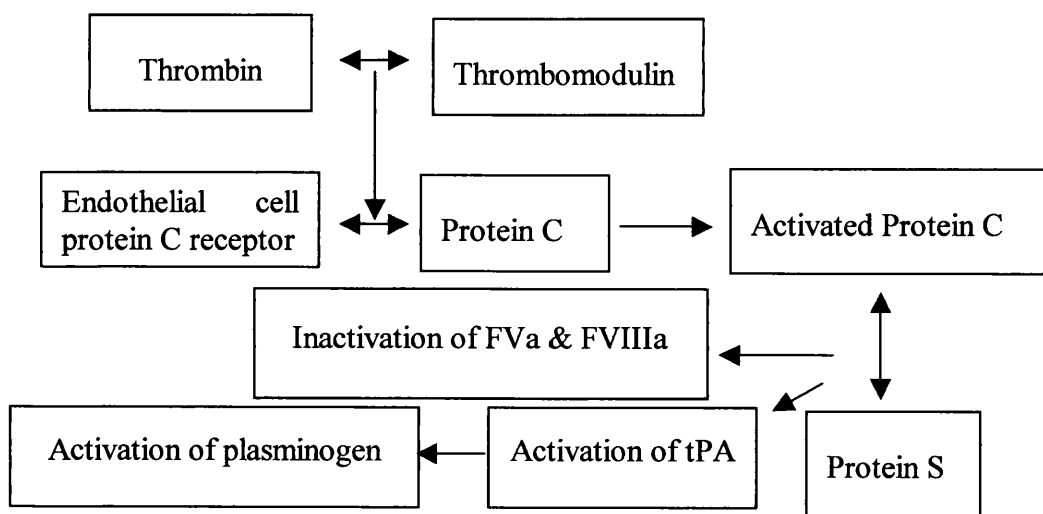 Thrombin
Thrombomodulin
Endothelial cell
protein C receptor
Protein C
Activated Protein C
Inactivation of FVa & FVIIIa
Activation of plasminogen
Activation of tPA
Protein S